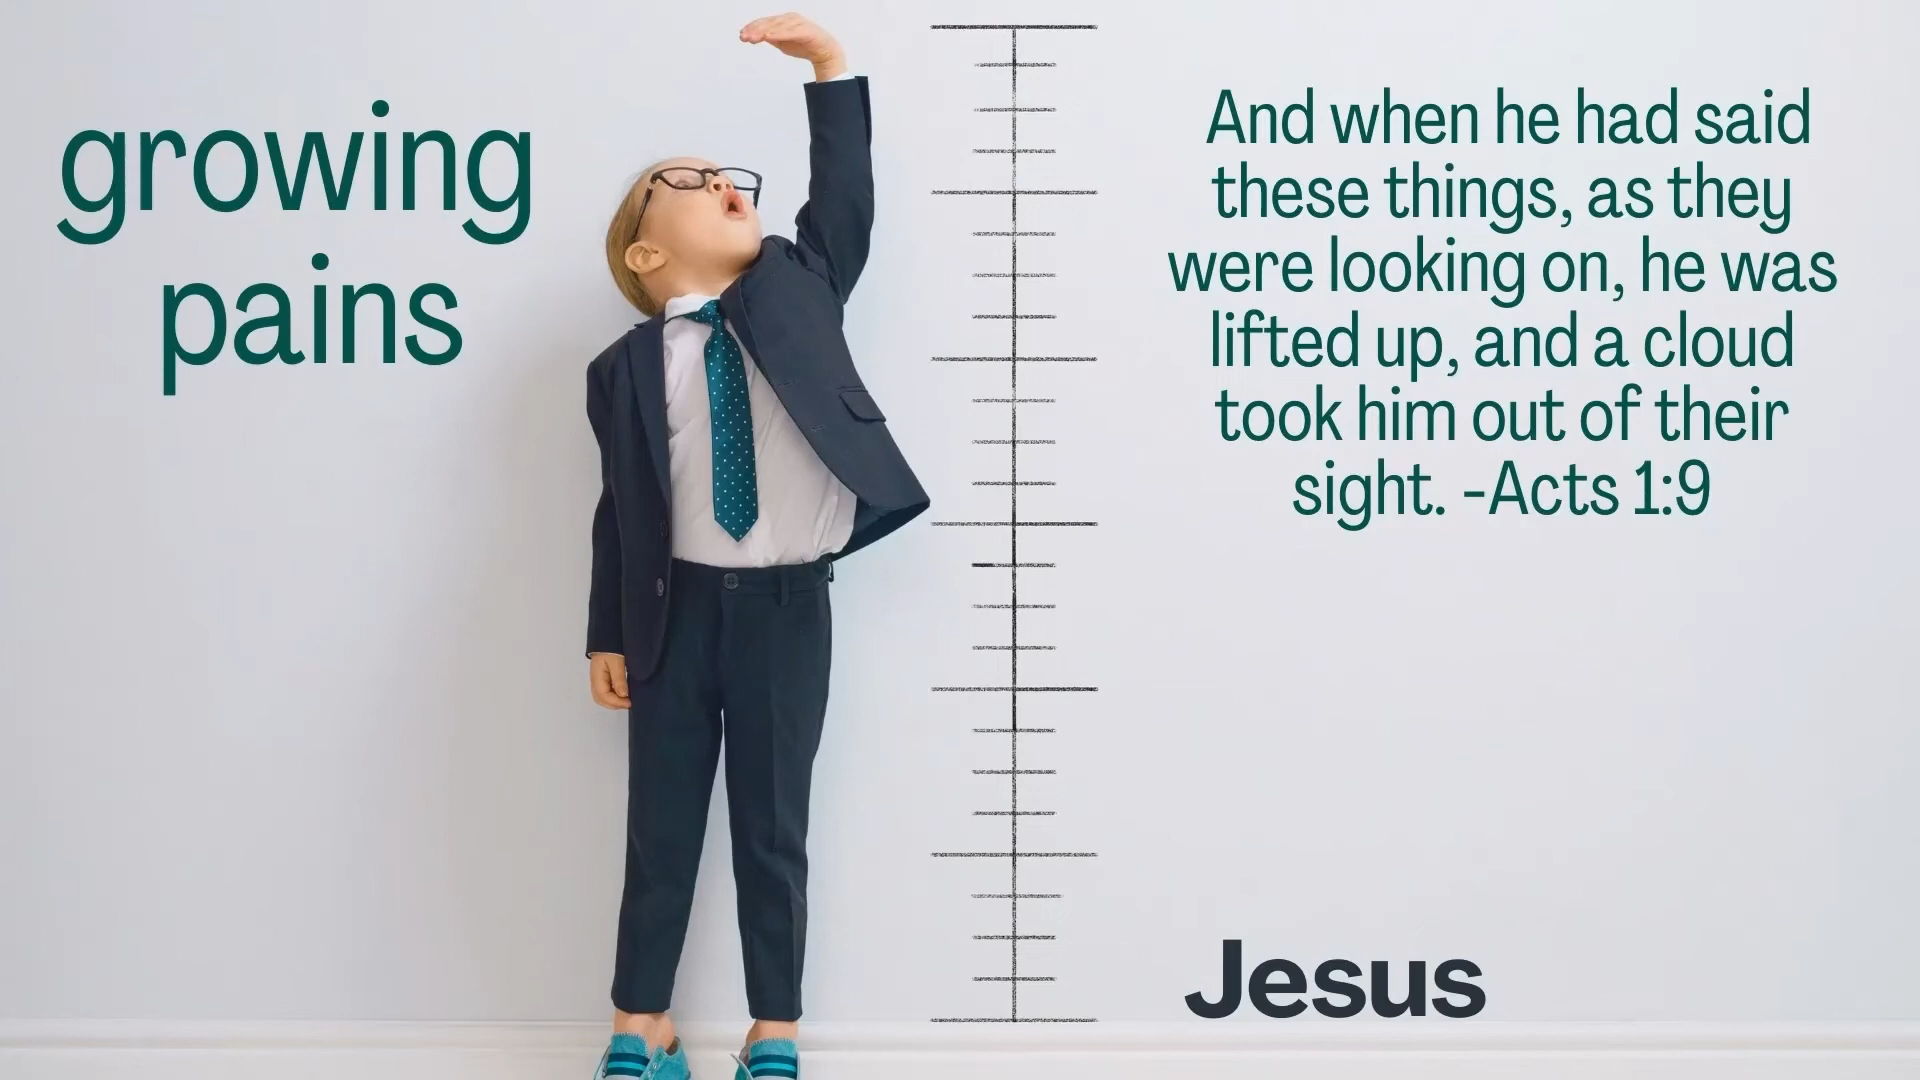 growing
pains
And when he had said
these things, as they
were looking on, he was
lifted up, and a cloud
took him out of their
sight. -Acts 1:9
Jesus